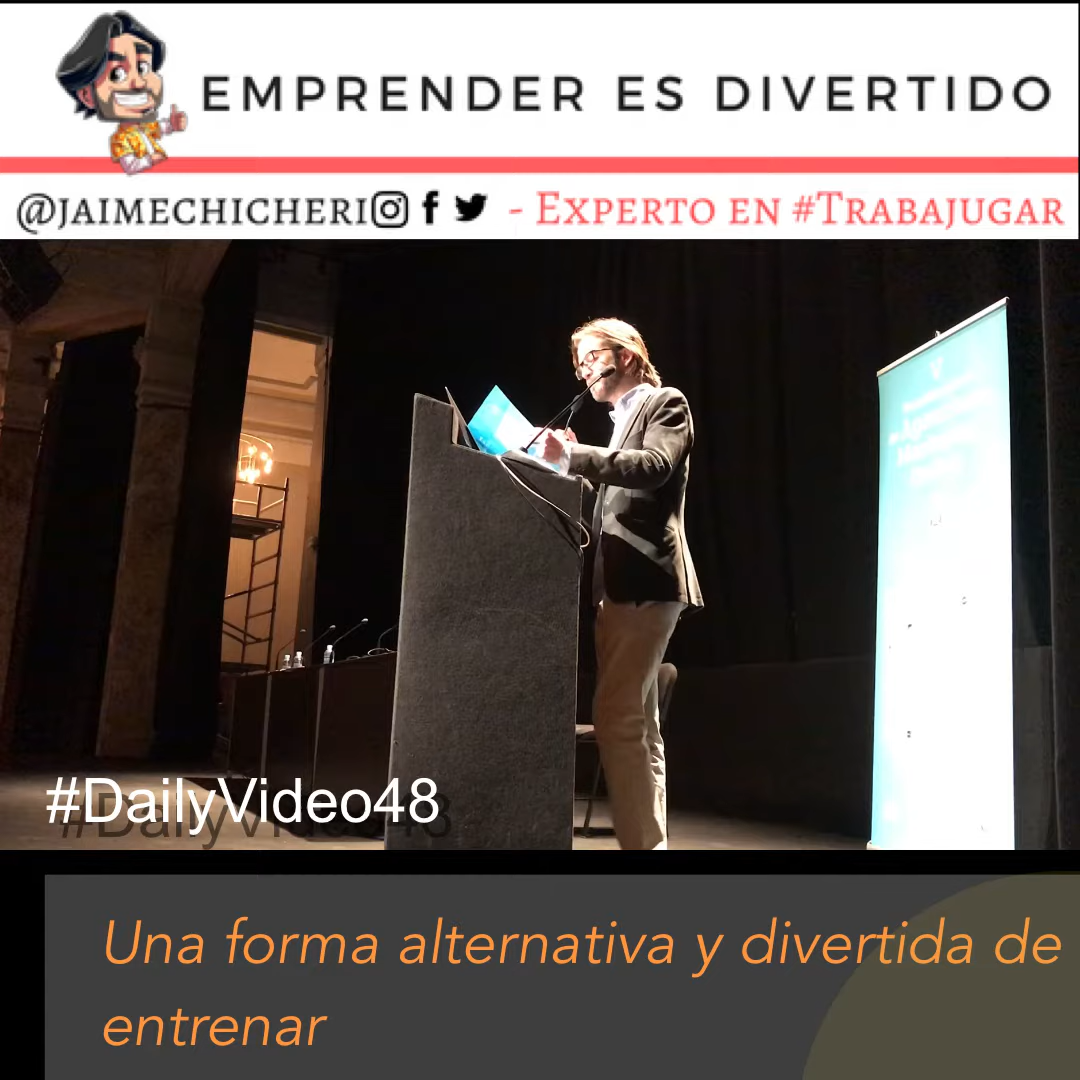 EMPRENDER ES DIVERTIDO
@JAIMECHICHERI - EXPERTO EN #TRABAJUGAR
#DailyVideo48
Una forma alternativa y divertida de
entrenar